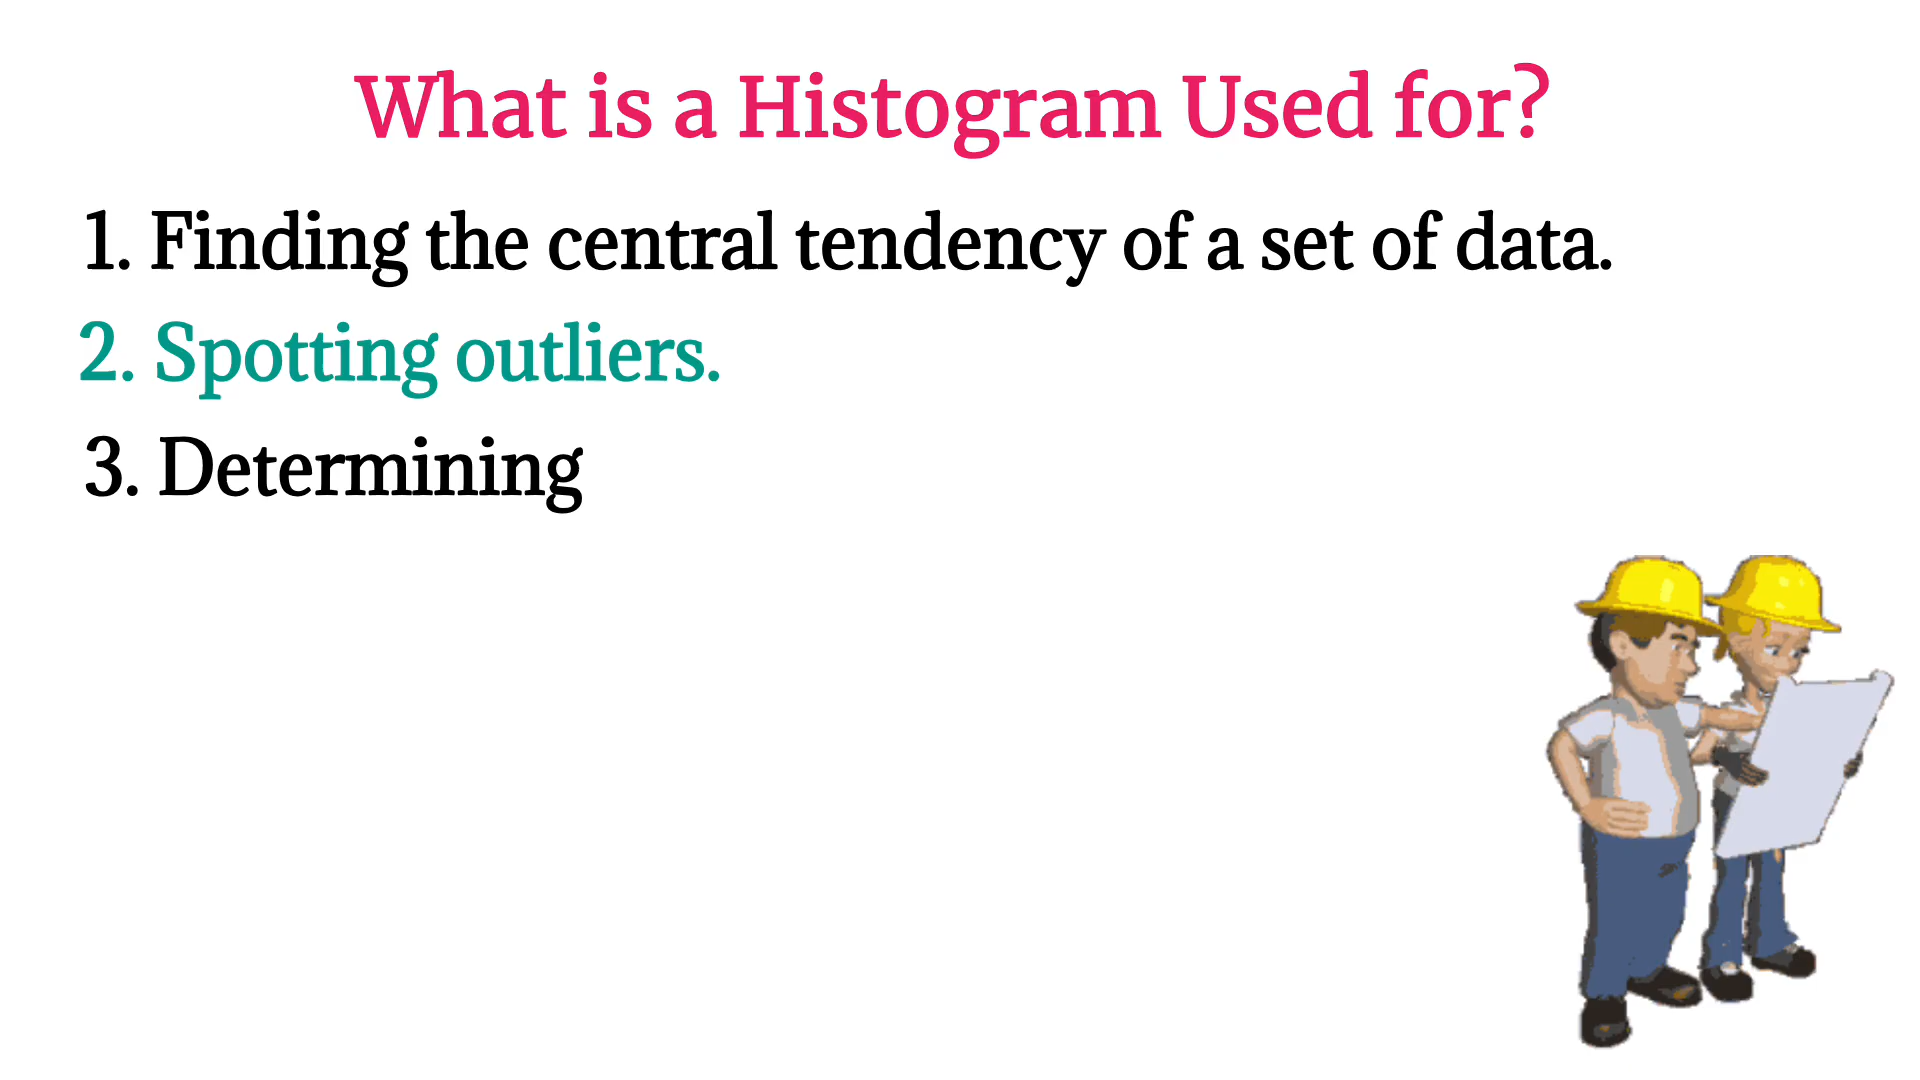 What is a Histogram Used for?
1. Finding the central tendency of a set of data.
2. Spotting outliers.
3. Determining